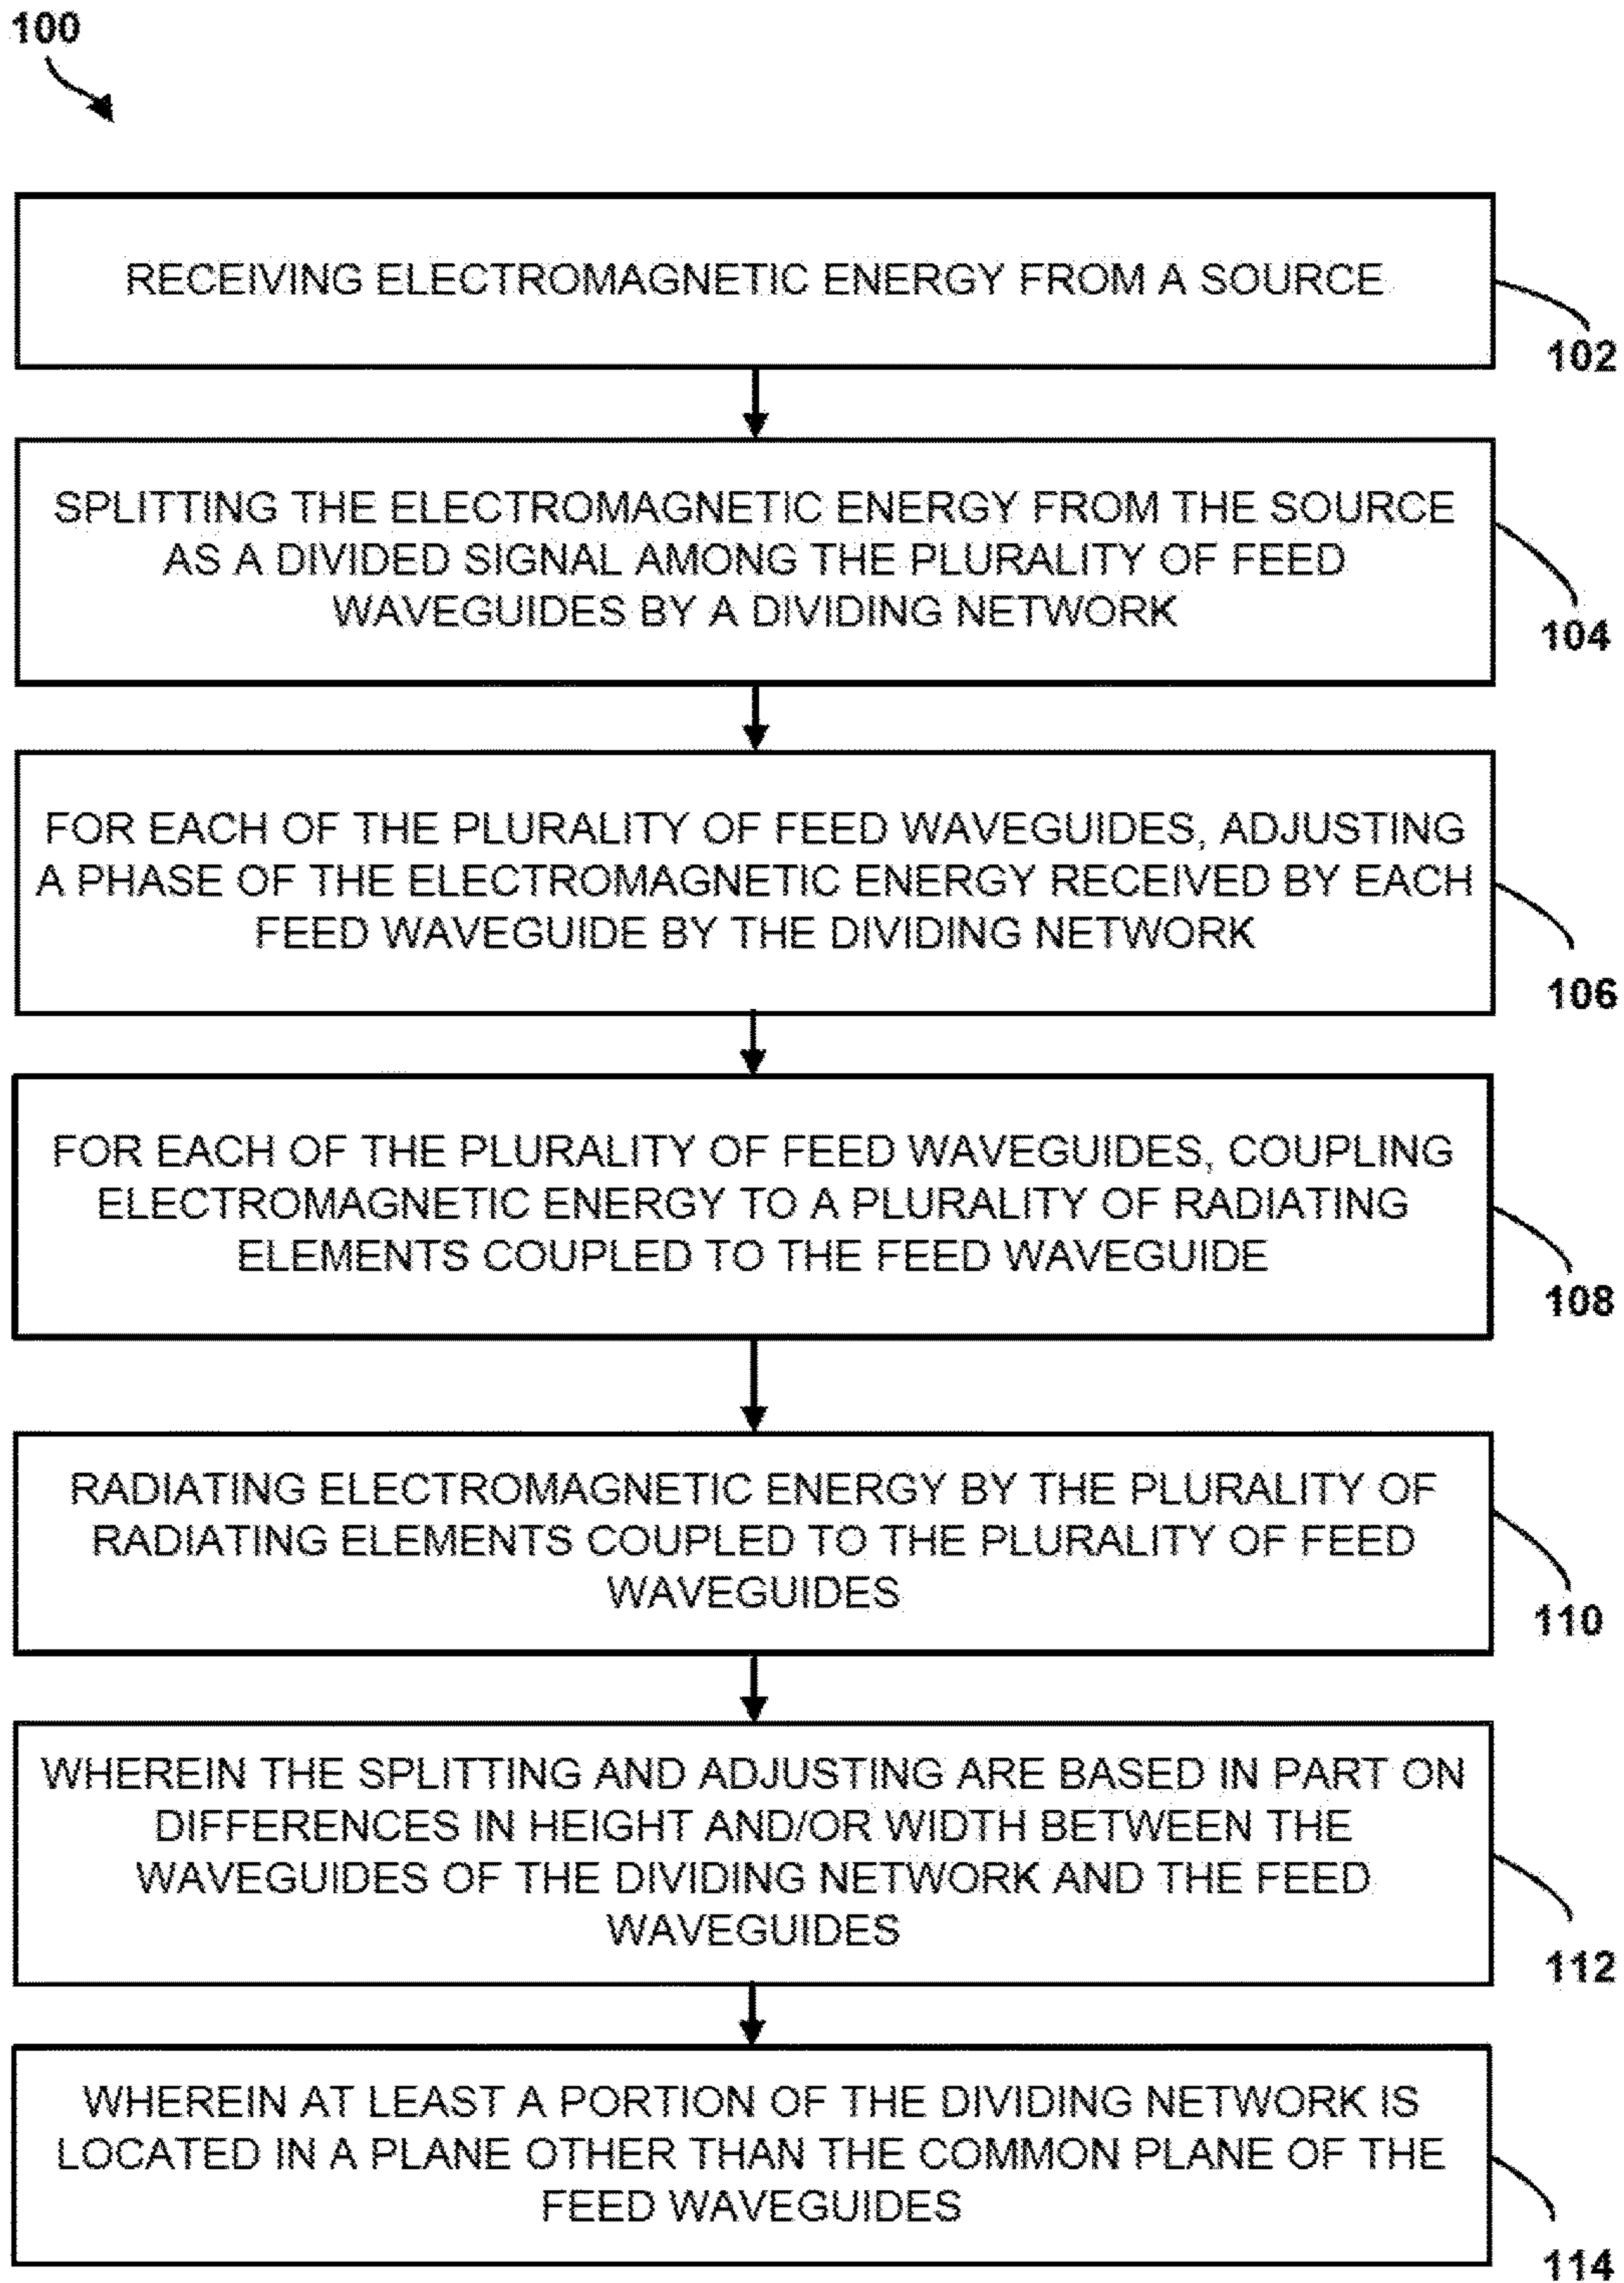 100
RECEIVING ELECTROMAGNETIC ENERGY FROM A SOURCE
102
SPLITTING THE ELECTROMAGNETIC ENERGY FROM THE SOURCE
AS A DIVIDED SIGNAL AMONG THE PLURALITY OF FEED
WAVEGUIDES BY A DIVIDING NETWORK
104
FOR EACH OF THE PLURALITY OF FEED WAVEGUIDES, ADJUSTING
A PHASE OF THE ELECTROMAGNETIC ENERGY RECEIVED BY EACH
FEED WAVEGUIDE BY THE DIVIDING NETWORK
106
FOR EACH OF THE PLURALITY OF FEED WAVEGUIDES, COUPLING
ELECTROMAGNETIC ENERGY TO A PLURALITY OF RADIATING
ELEMENTS COUPLED TO THE FEED WAVEGUIDE
108
RADIATING ELECTROMAGNETIC ENERGY BY THE PLURALITY OF
RADIATING ELEMENTS COUPLED TO THE PLURALITY OF FEED
WAVEGUIDES
110
WHEREIN THE SPLITTING AND ADJUSTING ARE BASED IN PART ON
DIFFERENCES IN HEIGHT AND/OR WIDTH BETWEEN THE
WAVEGUIDES OF THE DIVIDING NETWORK AND THE FEED
WAVEGUIDES
112
WHEREIN AT LEAST A PORTION OF THE DIVIDING NETWORK IS
LOCATED IN A PLANE OTHER THAN THE COMMON PLANE OF THE
FEED WAVEGUIDES
114